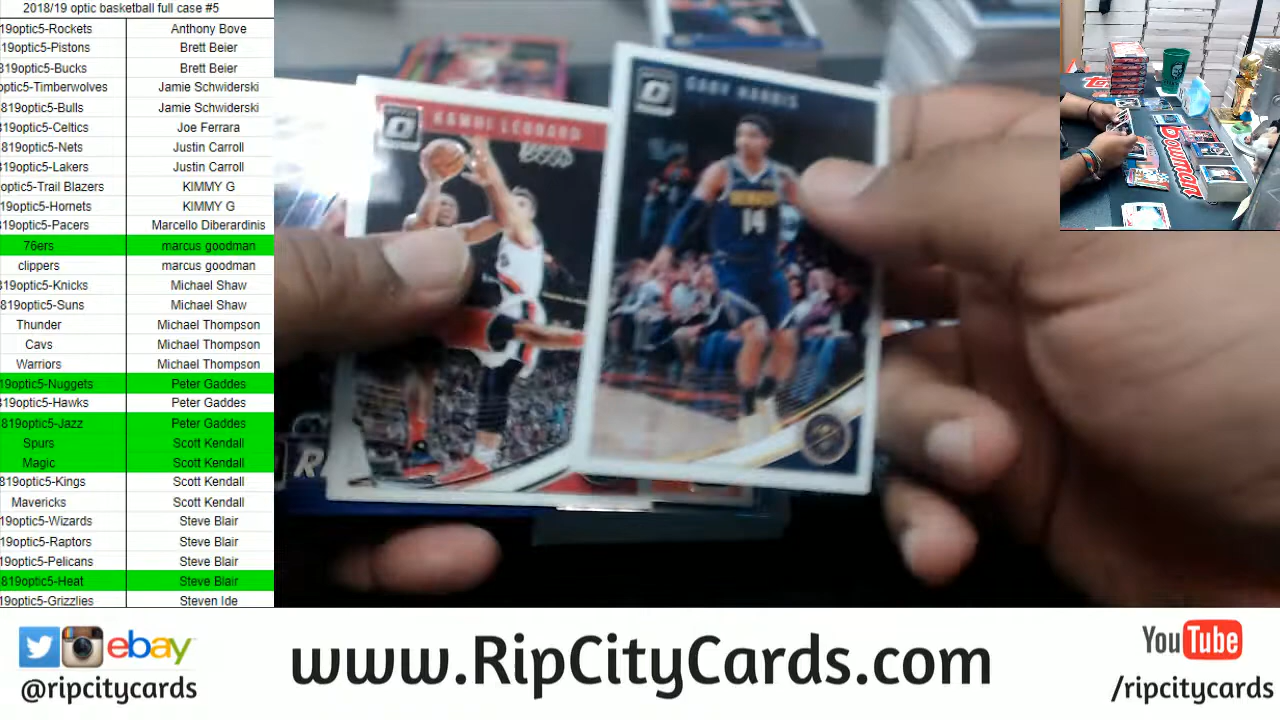 2018/19 optic basketball full case #5
19optic5-Rockets Anthony Bove
819optic5-Pistons Brett Beier
819optic5-Bucks Brett Beier
optic5-Timberwolves Jamie Schwiderski
819optic5-Bulls Jamie Schwiderski
819optic5-Celtics Joe Ferrara
819optic5-Nets Justin Carroll
819optic5-Lakers Justin Carroll
optic5-Trail Blazers KIMMY G
19optic5-Hornets KIMMY G
819optic5-Pacers Marcello Diberardinis
76ers marcus goodman
clippers marcus goodman
819optic5-Knicks Michael Shaw
819optic5-Suns Michael Shaw
Thunder Michael Thompson
Cavs Michael Thompson
Warriors Michael Thompson
19optic5-Nuggets Peter Gaddes
819optic5-Hawks Peter Gaddes
819optic5-Jazz Peter Gaddes
Spurs Scott Kendall
Magic Scott Kendall
819optic5-Kings Scott Kendall
Mavericks Scott Kendall
19optic5-Wizards Steve Blair
19optic5-Raptors Steve Blair
819optic5-Pelicans Steve Blair
819optic5-Heat Steve Blair
19optic5-Grizzlies Steven Ide
KAWHI LEONARD
GARY HARRIS
14
Bowman
ebay
@ripcitycards
www.RipCityCards.com
YouTube
/ripcitycards